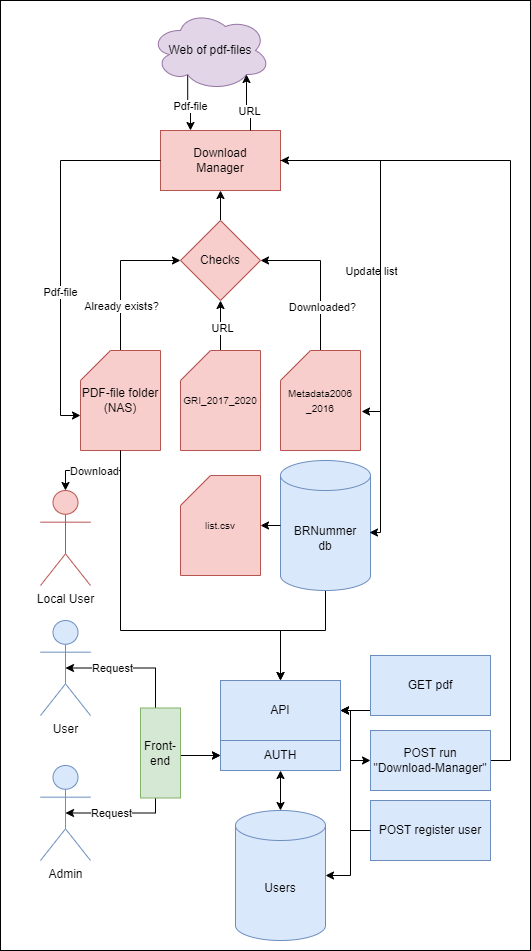 Web of pdf-files
Pdf-file
URL
Download
Manager
Checks
Update list
Pdf-file
Already exists?
Downloaded?
URL
PDF-file folder
(NAS)
GRI_2017_2020
Metadata2006
_2016
Download
list.csv
BRNummer
db
Local User
Request
User
GET pdf
API
Front-
end
AUTH
POST run
"Download-Manager"
Request
POST register user
Admin
Users